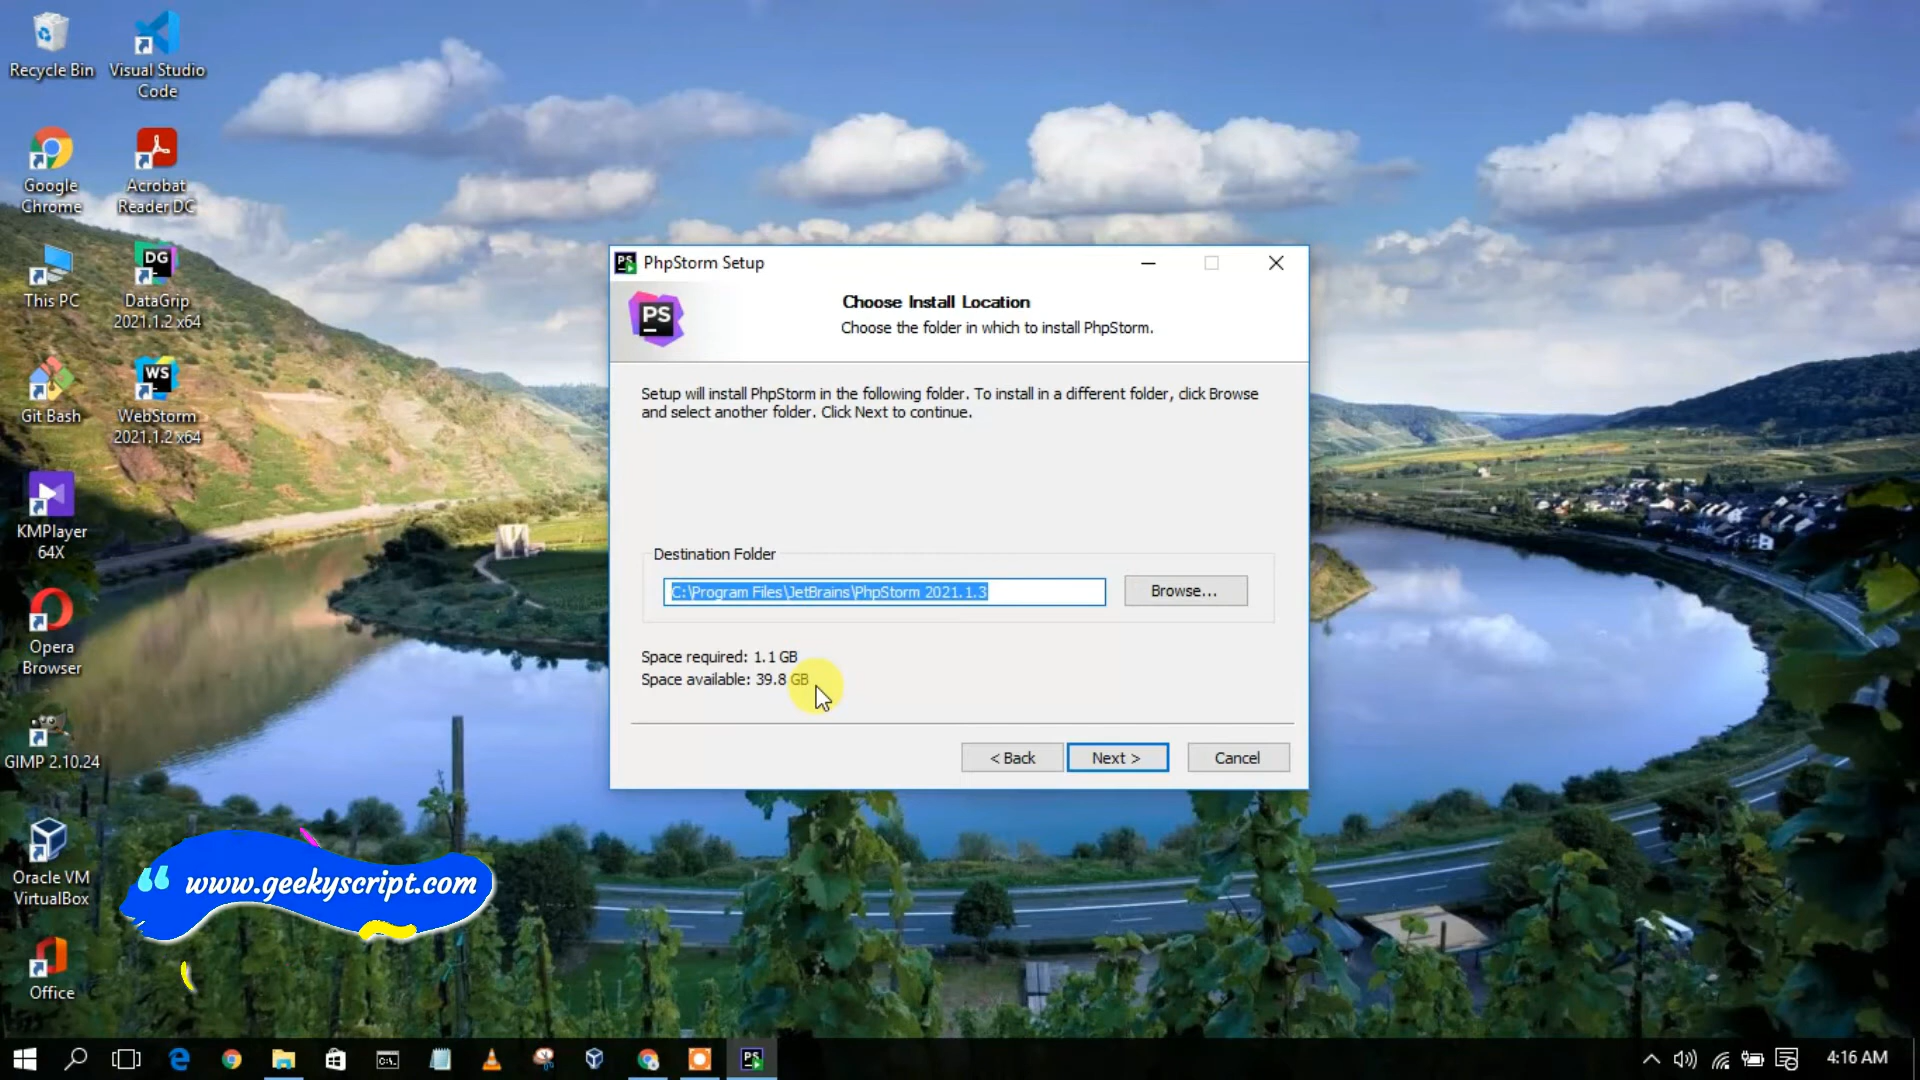 Recycle Bin
Visual Studio
Code
Google
Chrome
Acrobat
Reader DC
This PC
DG
DataGrip
2021.1.2 x64
Git Bash
WS
WebStorm
2021.1.2 x64
KMPlayer
64X
Opera
Browser
GIMP 2.10.24
Oracle VM
VirtualBox
Office
PS
PhpStorm Setup
PS
Choose Install Location
Choose the folder in which to install PhpStorm.
Setup will install PhpStorm in the following folder. To install in a different folder, click Browse
and select another folder. Click Next to continue.
Destination Folder
C:\Program Files\JetBrains\PhpStorm 2021.1.3
Browse...
Space required: 1.1 GB
Space available: 39.8 GB
< Back
Next >
Cancel
“ www.geekyscript.com
C:\
PS
4:16 AM